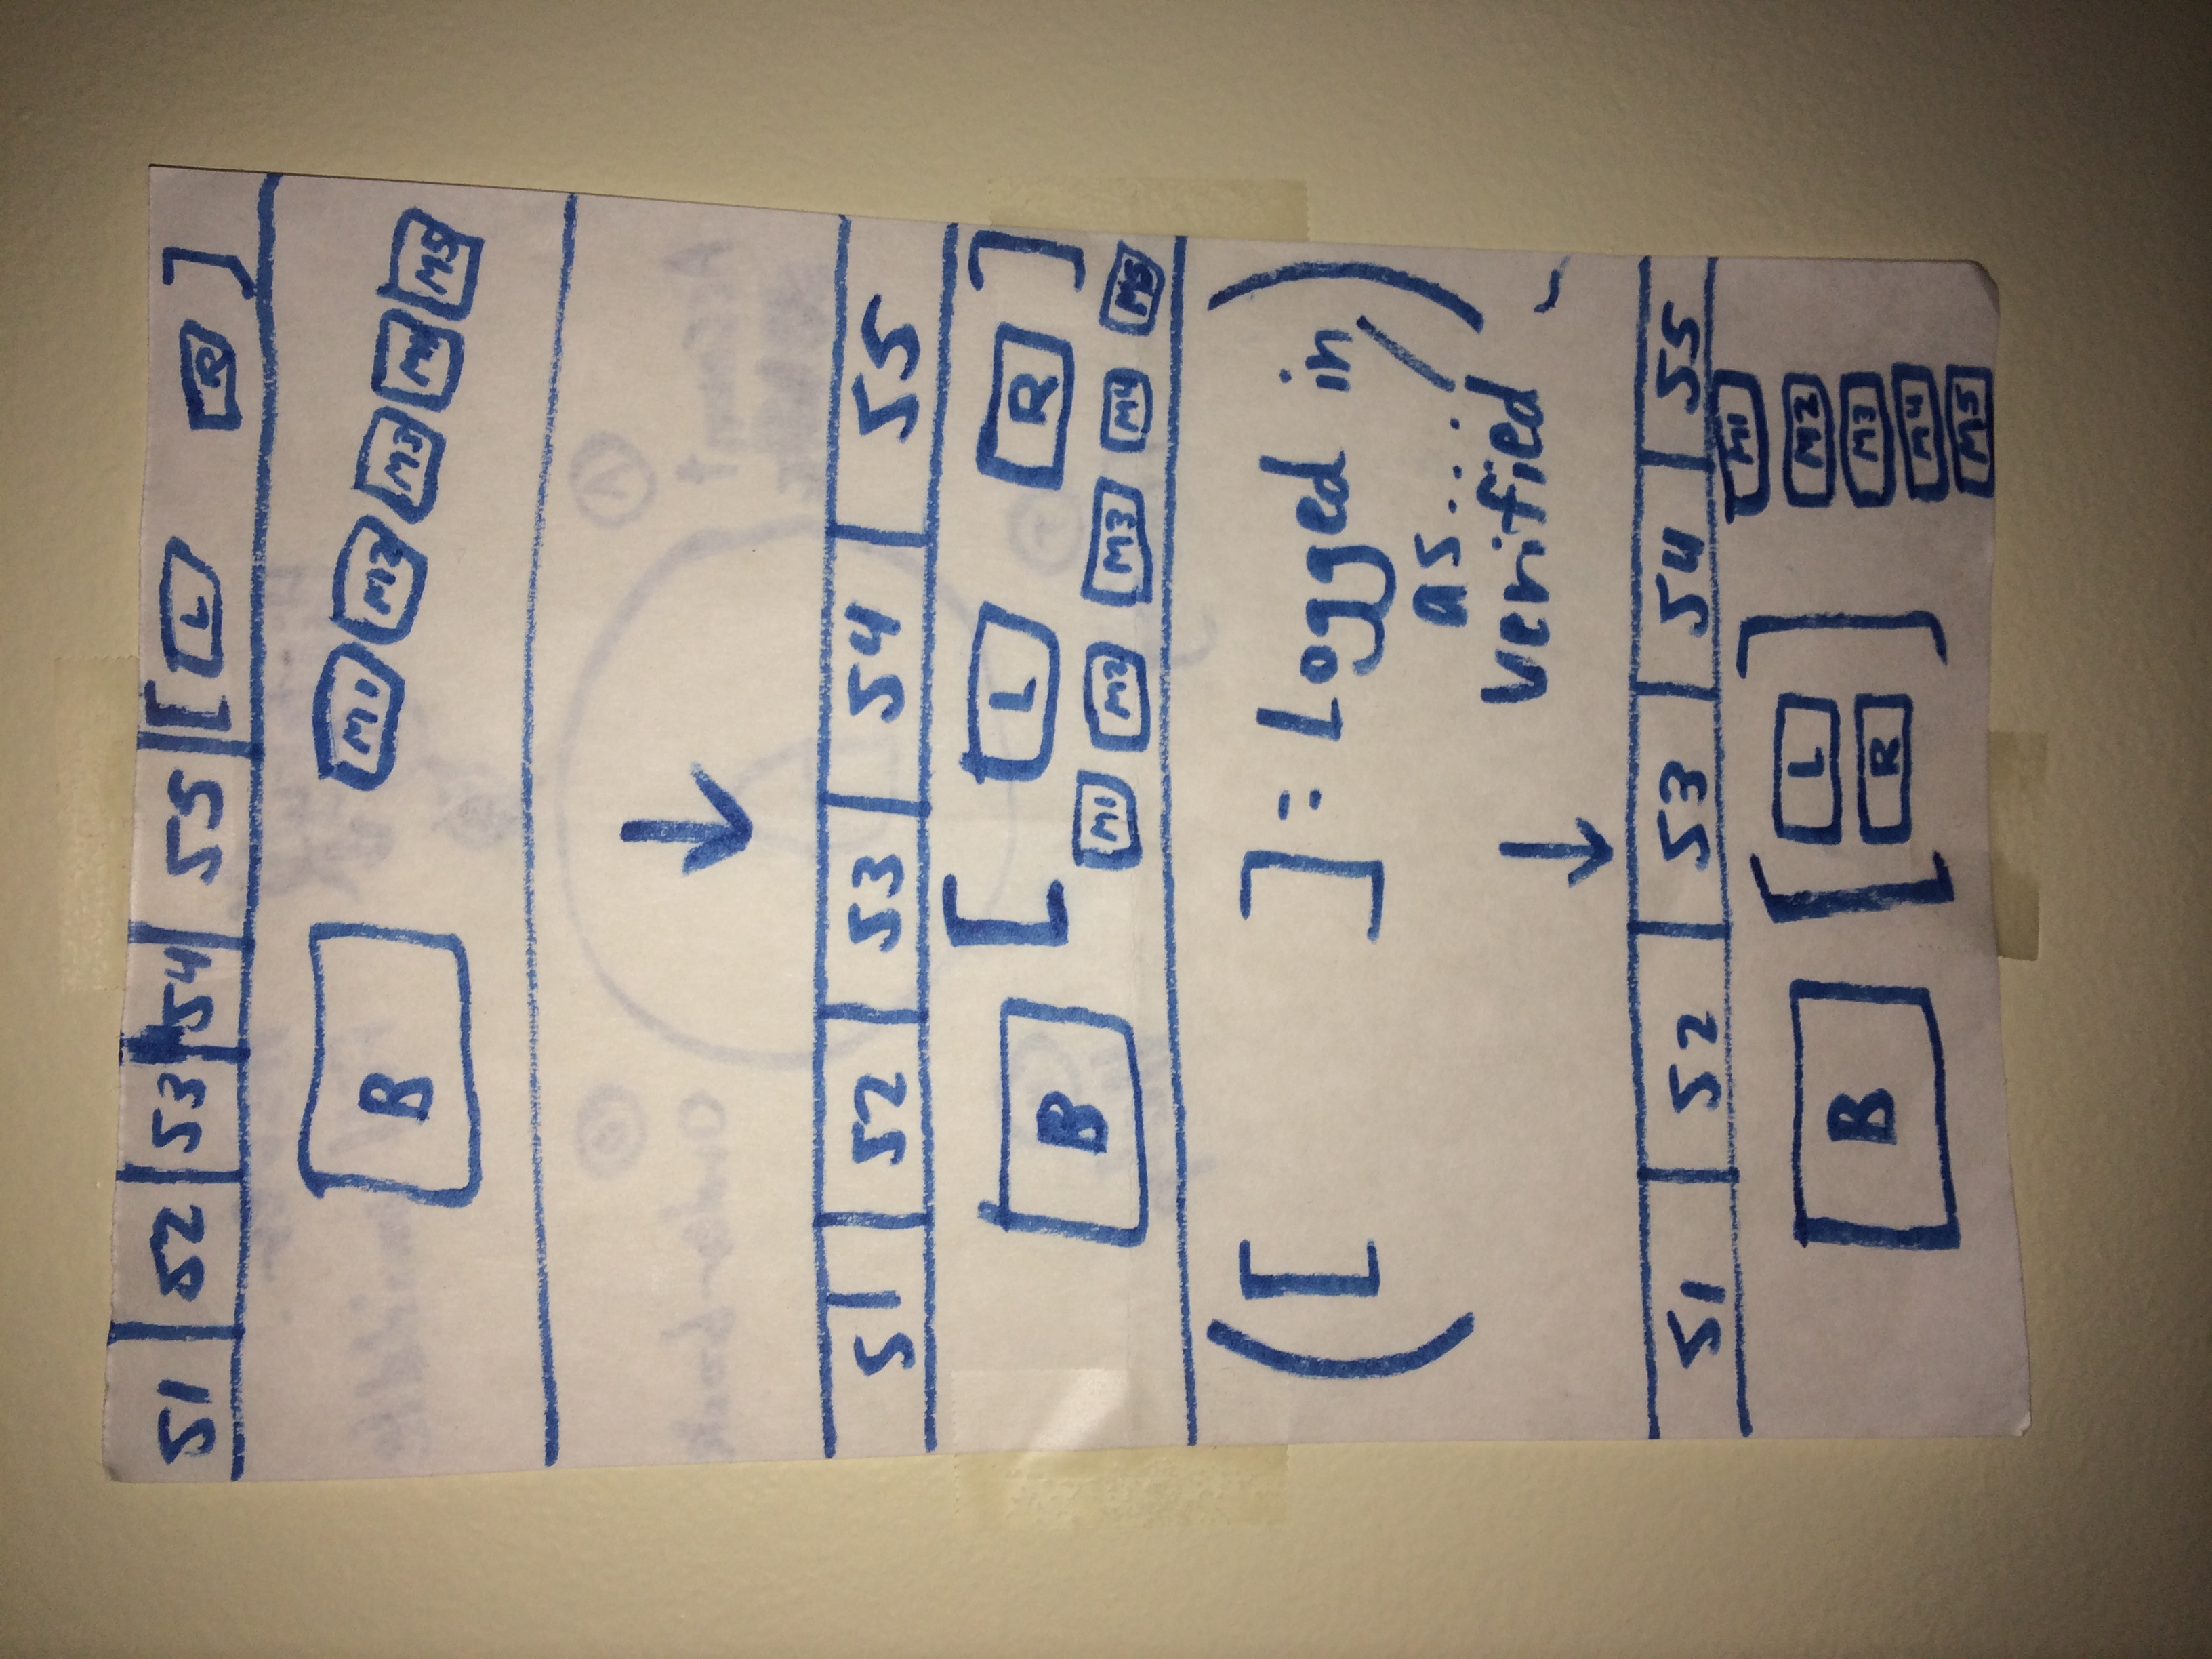 S1 S2 S3 S4 S5 [ L R ]
B M1 M2 M3 M4 M5
S1 S2 S3 S4 S5
B [ L R ]
M1 M2 M3 M4 M5
( [ ] = Logged in
as... / )
Verified
S1 S2 S3 S4 S5
M1
B [ L M2
R ] M3
M4
M5
Account